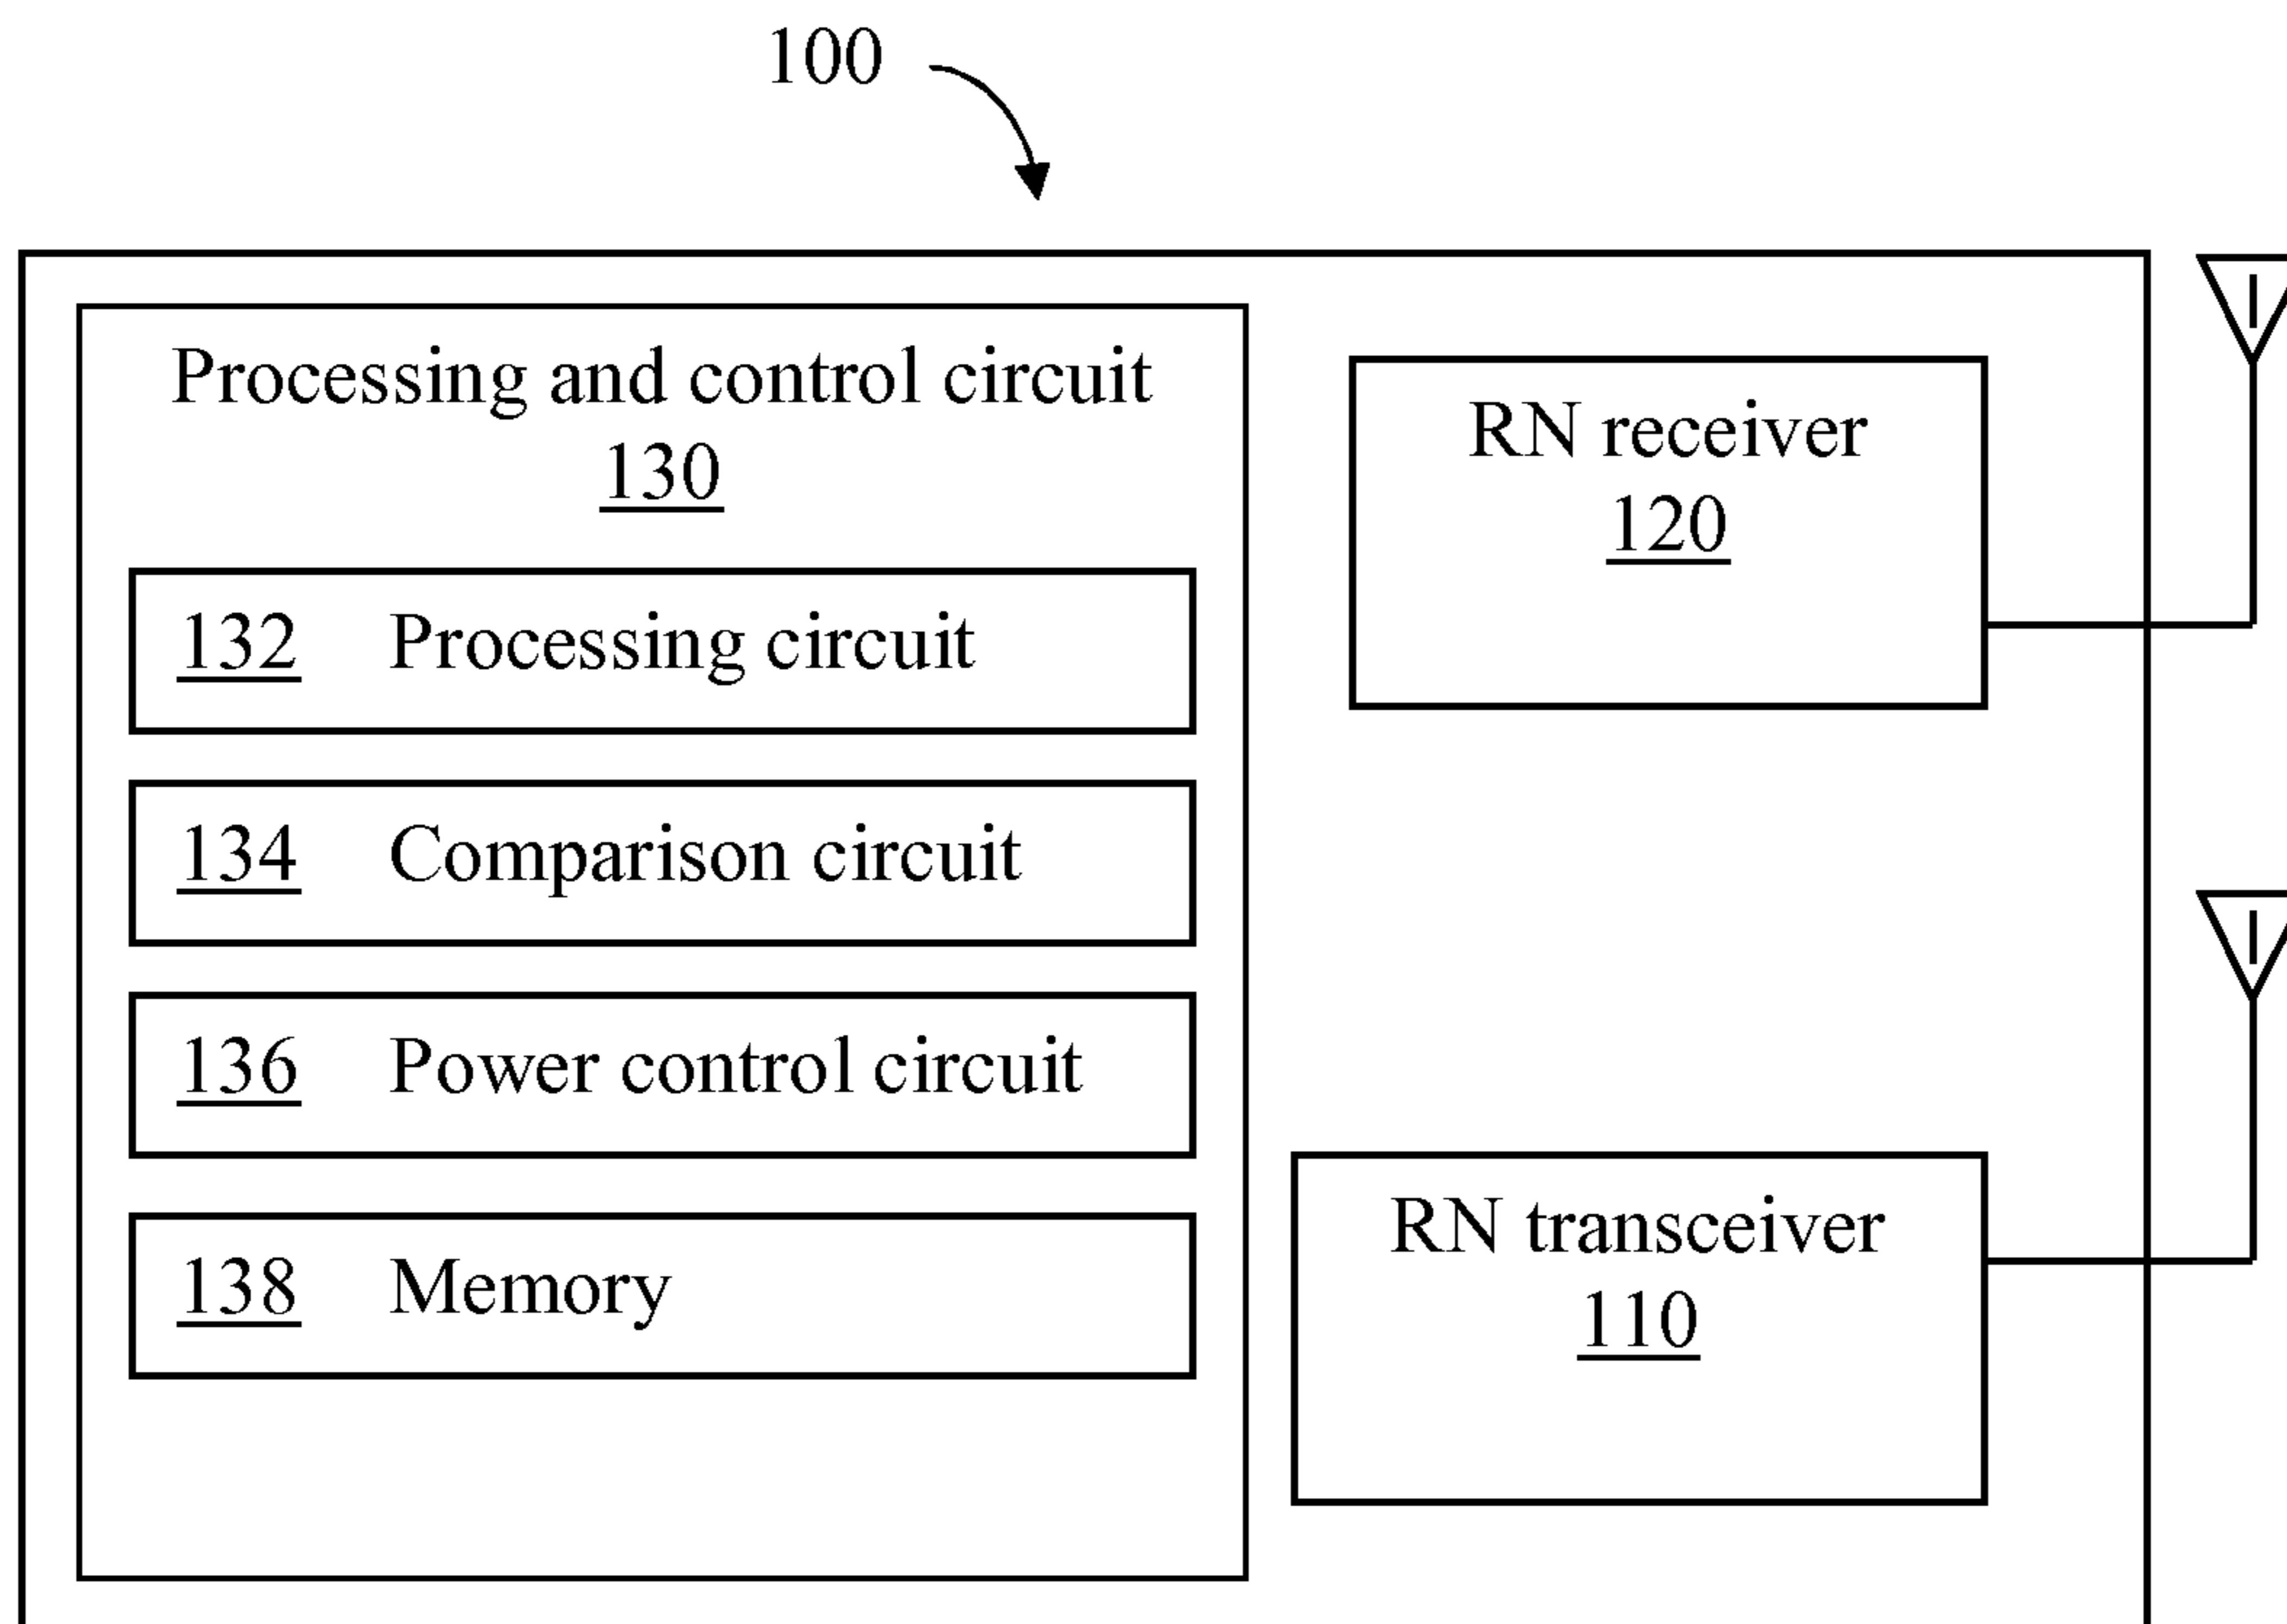 100
Processing and control circuit
130
132 Processing circuit
134 Comparison circuit
136 Power control circuit
138 Memory
RN receiver
120
RN transceiver
110